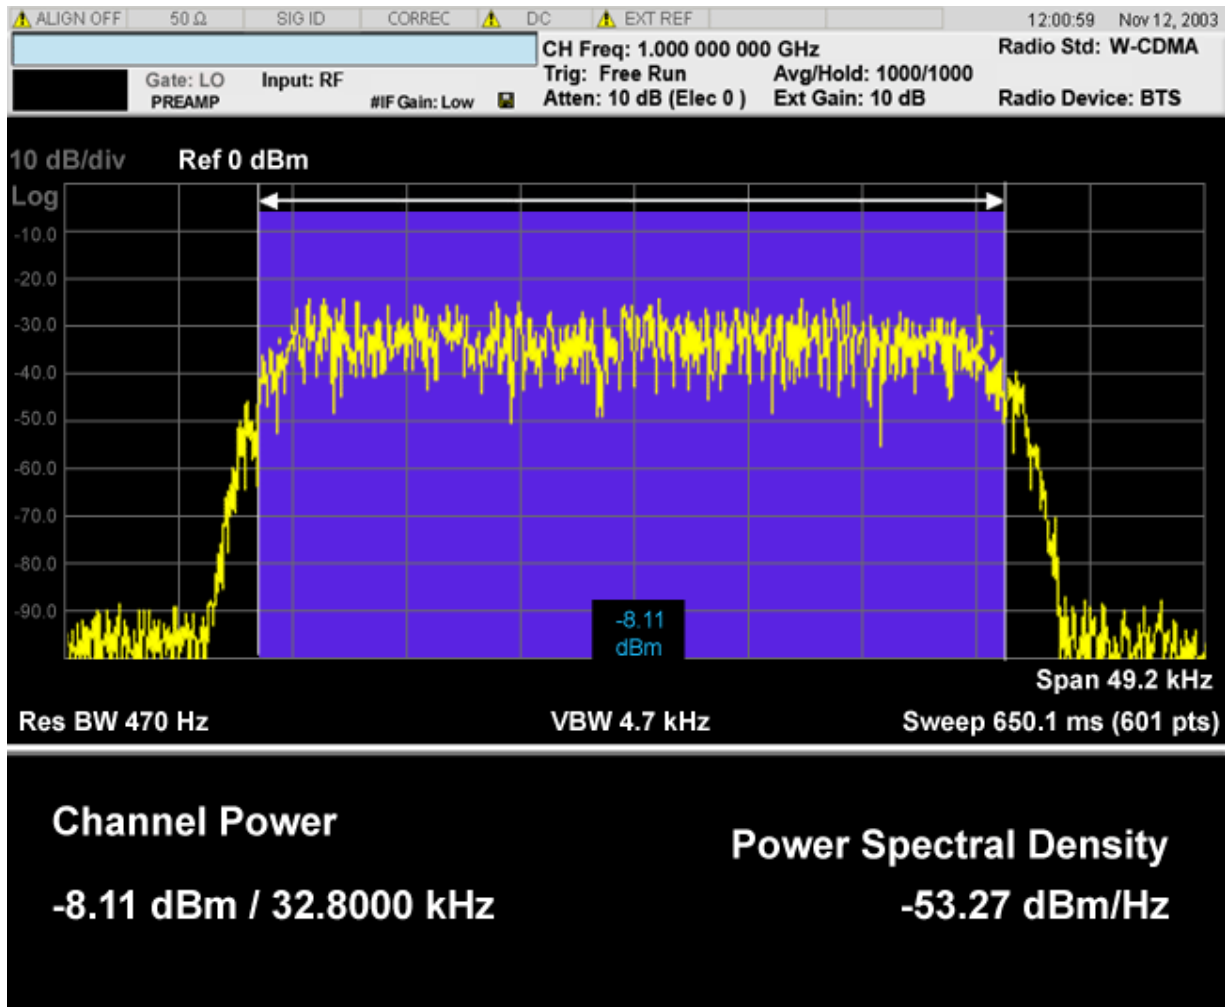 ALIGN OFF 50 Ω SIG ID CORREC DC EXT REF 12:00:59 Nov 12, 2003
CH Freq: 1.000 000 000 GHz Radio Std: W-CDMA
Gate: LO Input: RF Trig: Free Run Avg/Hold: 1000/1000
PREAMP #IF Gain: Low Atten: 10 dB (Elec 0 ) Ext Gain: 10 dB Radio Device: BTS
10 dB/div Ref 0 dBm
Log
-10.0
-20.0
-30.0
-40.0
-50.0
-60.0
-70.0
-80.0
-90.0
-8.11
dBm
Span 49.2 kHz
Res BW 470 Hz VBW 4.7 kHz Sweep 650.1 ms (601 pts)
Channel Power
Power Spectral Density
-8.11 dBm / 32.8000 kHz -53.27 dBm/Hz